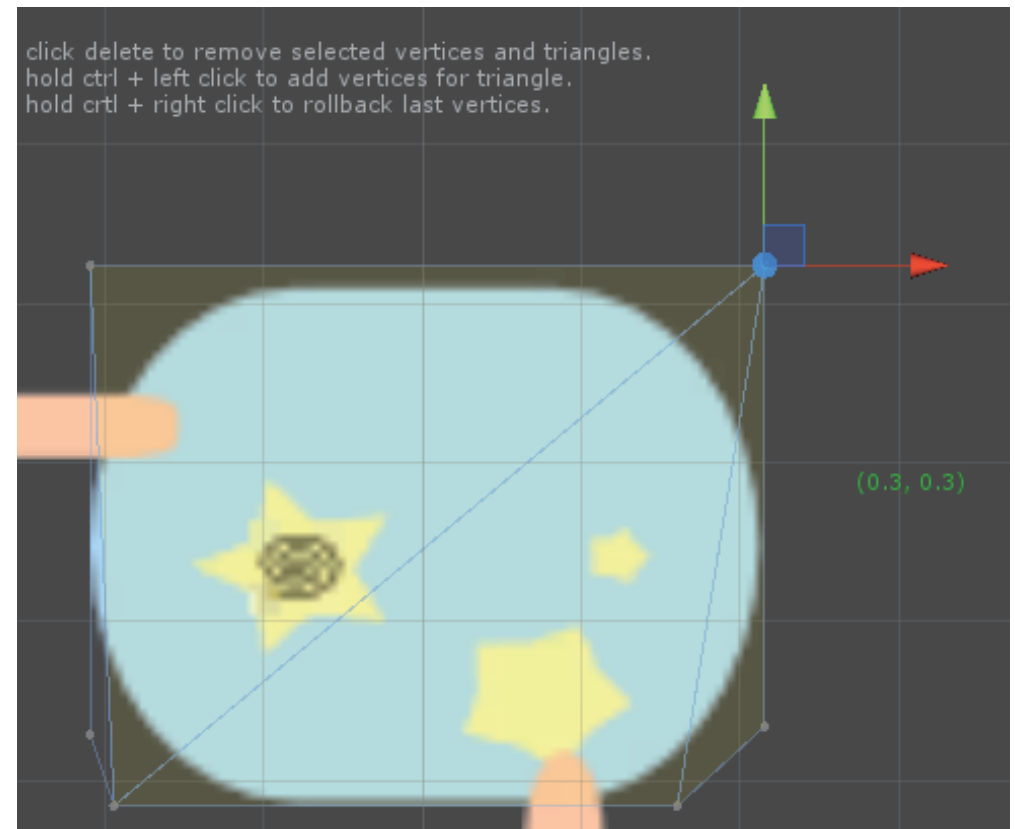 click delete to remove selected vertices and triangles.
hold ctrl + left click to add vertices for triangle.
hold crtl + right click to rollback last vertices.
(0.3, 0.3)